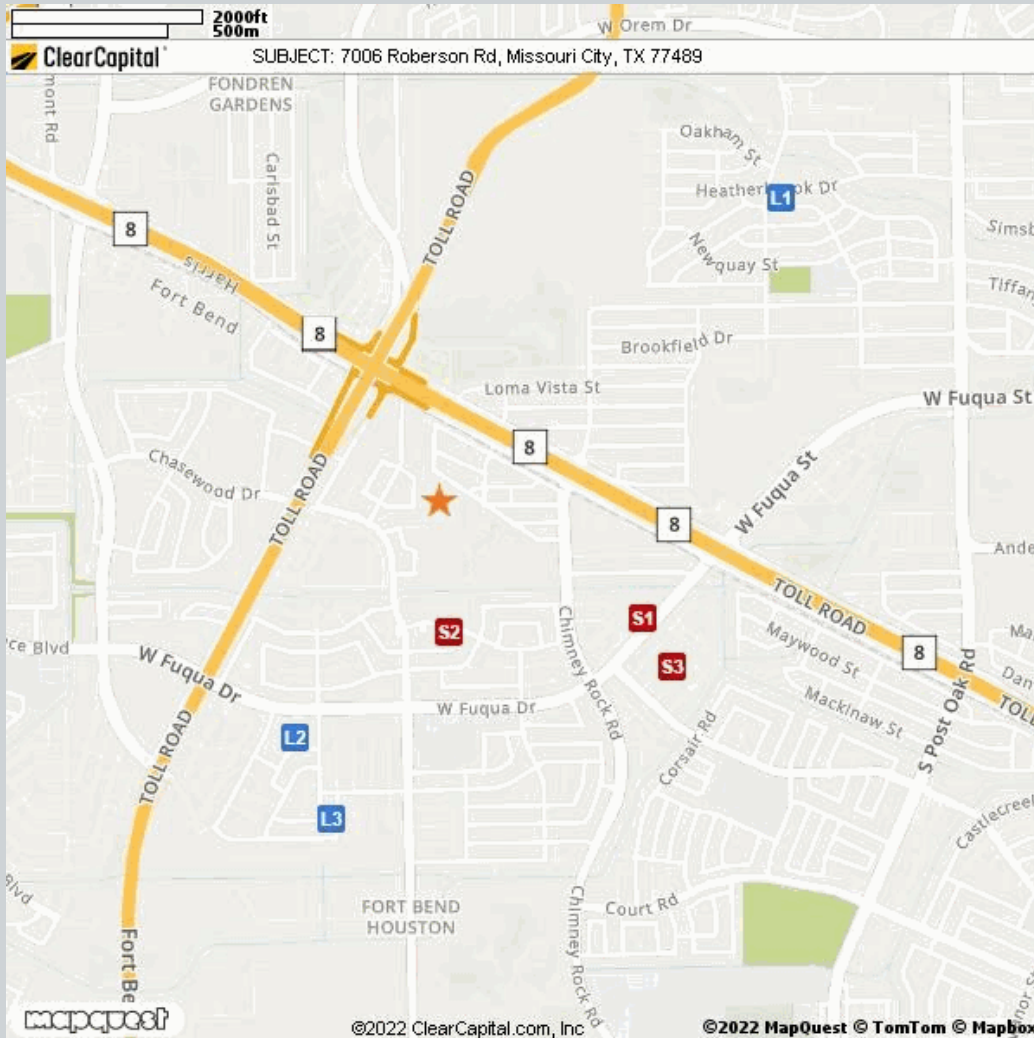 2000ft
500m
W Orem Dr
ClearCapital
SUBJECT: 7006 Roberson Rd, Missouri City, TX 77489
FONDREN
GARDENS
mont Rd
Carlsbad St
TOLL ROAD
Oakham St
Heatherbrook Dr
L1
8
Harris
Fort Bend
Newquay St
Simsb
Tiffan
8
Brookfield Dr
Loma Vista St
W Fuqua St
8
Chasewood Dr
TOLL ROAD
W Fuqua St
8
Ande
TOLL ROAD
S1
S2
Chimney Rock Rd
Maywood St
Ma
ce Blvd
W Fuqua Dr
S3
8
Dan
Mackinaw St
TOLL
S Post Oak Rd
W Fuqua Dr
L2
Corsair Rd
TOLL ROAD
L3
Castlecreek
Blvd
FORT BEND
HOUSTON
Court Rd
Chimney Rock Rd
Fort Be
anor S
mapquest
©2022 ClearCapital.com, Inc
©2022 MapQuest © TomTom © Mapbox